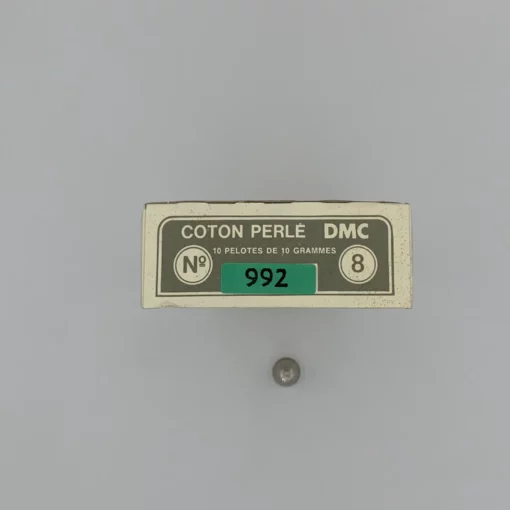 COTON PERLÉ DMC
10 PELOTES DE 10 GRAMMES
Nº 992 8